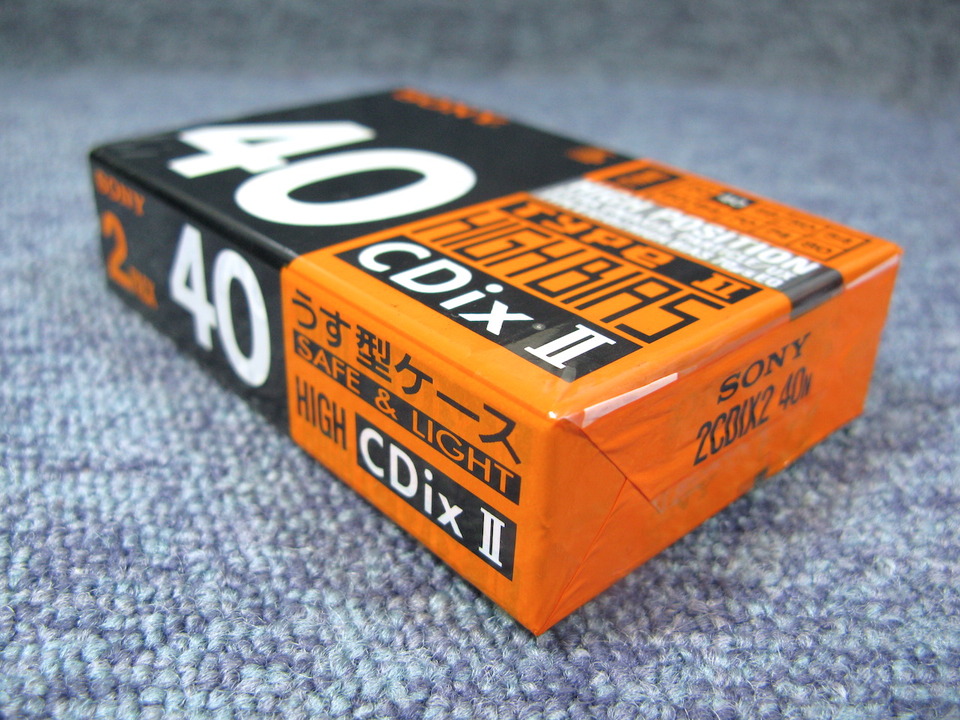 SONY
40
Type II
HIGH BIAS
CDix II
POSITION
SONY
2
40
うす型ケース
SAFE & LIGHT
HIGH
CDix II
SONY
2CDIX2 40N